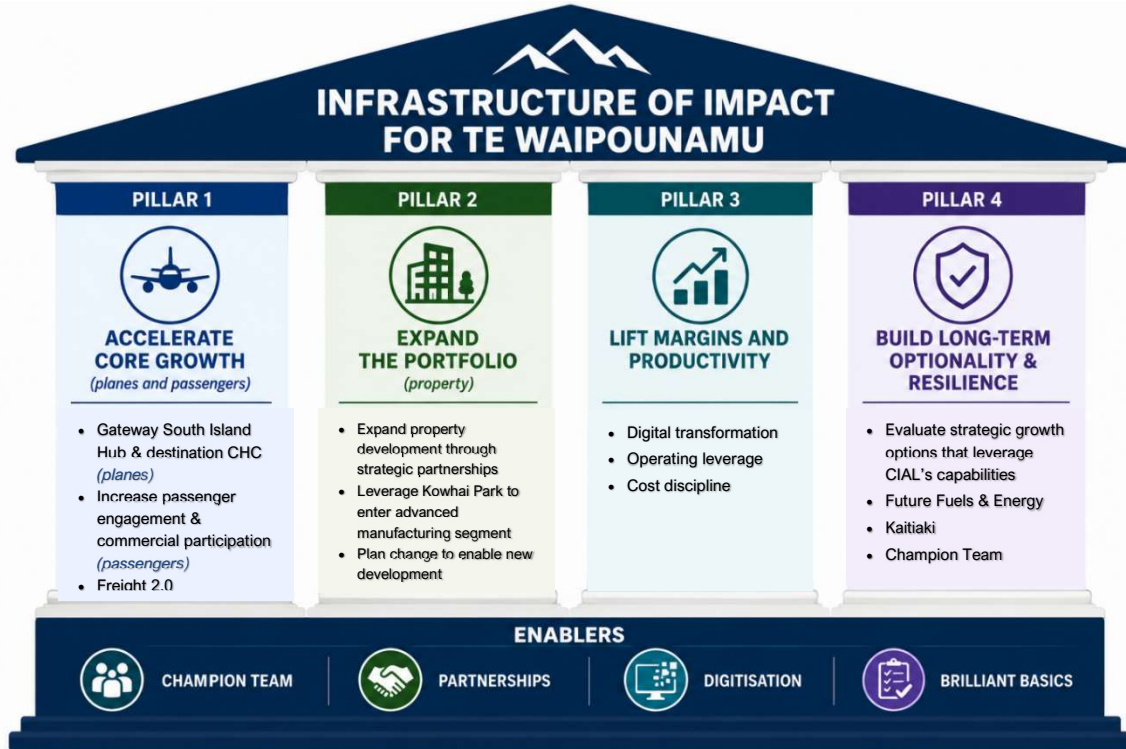 INFRASTRUCTURE OF IMPACT
FOR TE WAIPOUNAMU
PILLAR 1
ACCELERATE
CORE GROWTH
(planes and passengers)
• Gateway South Island
Hub & destination CHC
(planes)
• Increase passenger
engagement &
commercial participation
(passengers)
• Freight 2.0
PILLAR 2
EXPAND
THE PORTFOLIO
(property)
• Expand property
development through
strategic partnerships
• Leverage Kowhai Park to
enter advanced
manufacturing segment
• Plan change to enable new
development
PILLAR 3
LIFT MARGINS AND
PRODUCTIVITY
• Digital transformation
• Operating leverage
• Cost discipline
PILLAR 4
BUILD LONG-TERM
OPTIONALITY &
RESILIENCE
• Evaluate strategic growth
options that leverage
CIAL's capabilities
• Future Fuels & Energy
• Kaitiaki
• Champion Team
ENABLERS
CHAMPION TEAM
PARTNERSHIPS
DIGITISATION
BRILLIANT BASICS